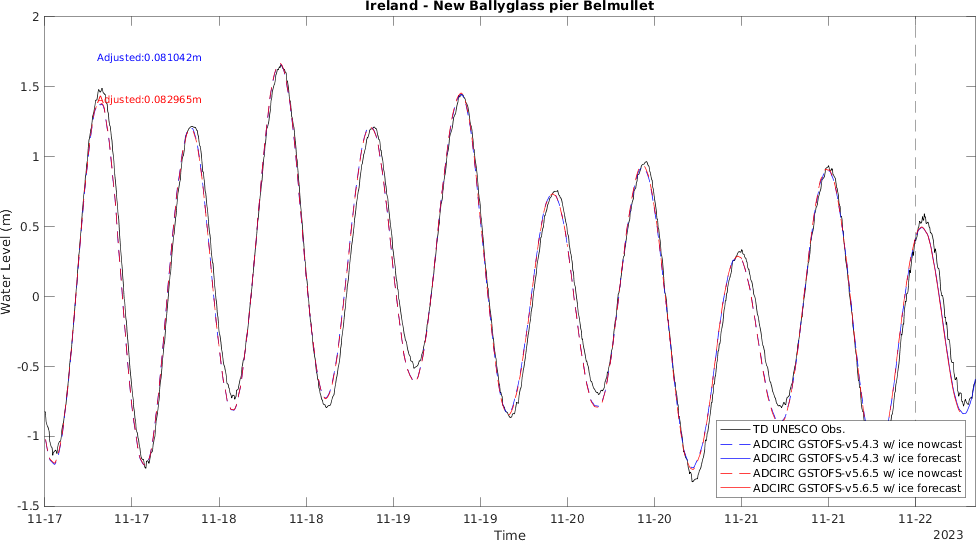 Ireland - New Ballyglass pier Belmullet
2
1.5
1
0.5
0
-0.5
-1
-1.5
Water Level (m)
Adjusted:0.081042m
Adjusted:0.082965m
TD UNESCO Obs.
ADCIRC GSTOFS-v5.4.3 w/ ice nowcast
ADCIRC GSTOFS-v5.4.3 w/ ice forecast
ADCIRC GSTOFS-v5.6.5 w/ ice nowcast
ADCIRC GSTOFS-v5.6.5 w/ ice forecast
11-17 11-17 11-18 11-18 11-19 11-19 11-20 11-20 11-21 11-21 11-22
Time
2023